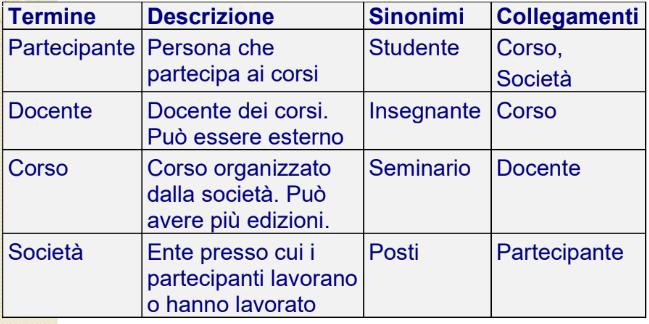 Termine Descrizione Sinonimi Collegamenti
Partecipante Persona che Studente Corso,
partecipa ai corsi Società
Docente Docente dei corsi. Insegnante Corso
Può essere esterno
Corso Corso organizzato Seminario Docente
dalla società. Può
avere più edizioni.
Società Ente presso cui i Posti Partecipante
partecipanti lavorano
o hanno lavorato